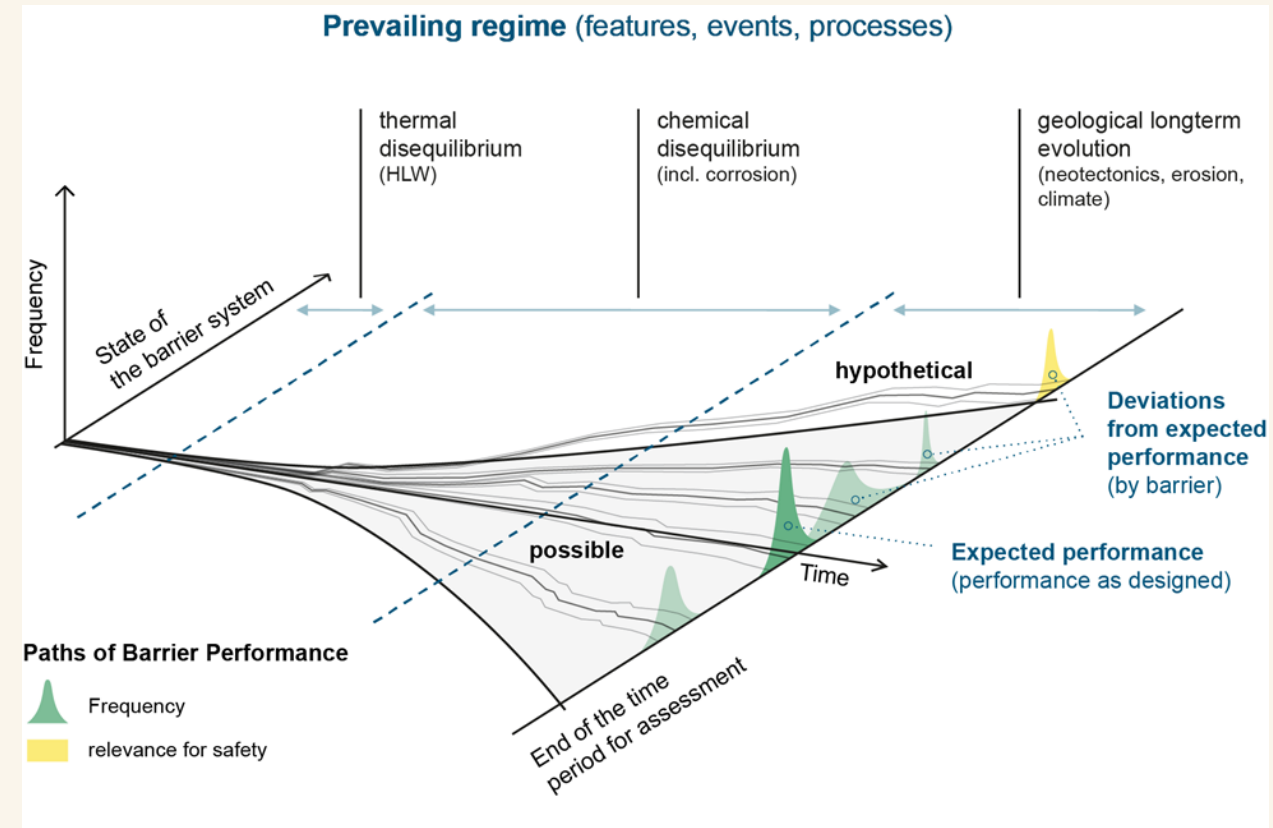 Prevailing regime (features, events, processes)
thermal
disequilibrium
(HLW)
chemical
disequilibrium
(incl. corrosion)
geological longterm
evolution
(neotectonics, erosion,
climate)
Frequency
State of
the barrier system
hypothetical
Deviations
from expected
performance
(by barrier)
possible
Time
Expected performance
(performance as designed)
End of the time
period for assessment
Paths of Barrier Performance
Frequency
relevance for safety